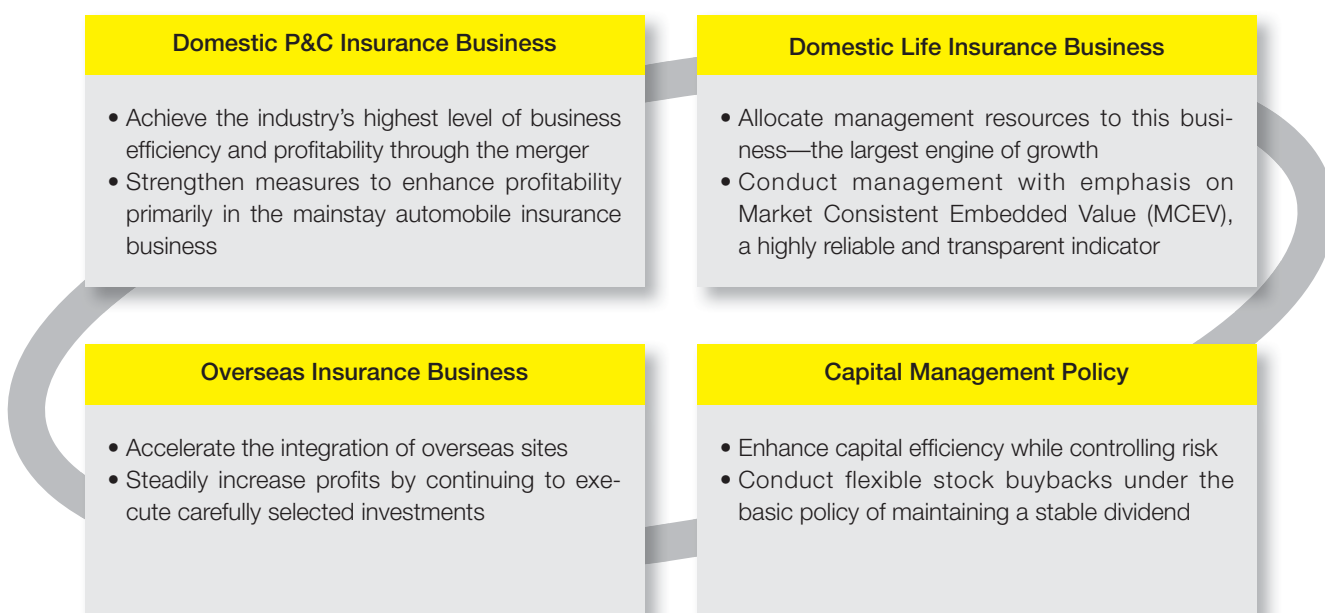 Domestic P&C Insurance Business
• Achieve the industry’s highest level of business
efficiency and profitability through the merger
• Strengthen measures to enhance profitability
primarily in the mainstay automobile insurance
business
Domestic Life Insurance Business
• Allocate management resources to this busi-
ness—the largest engine of growth
• Conduct management with emphasis on
Market Consistent Embedded Value (MCEV),
a highly reliable and transparent indicator
Overseas Insurance Business
• Accelerate the integration of overseas sites
• Steadily increase profits by continuing to exe-
cute carefully selected investments
Capital Management Policy
• Enhance capital efficiency while controlling risk
• Conduct flexible stock buybacks under the
basic policy of maintaining a stable dividend